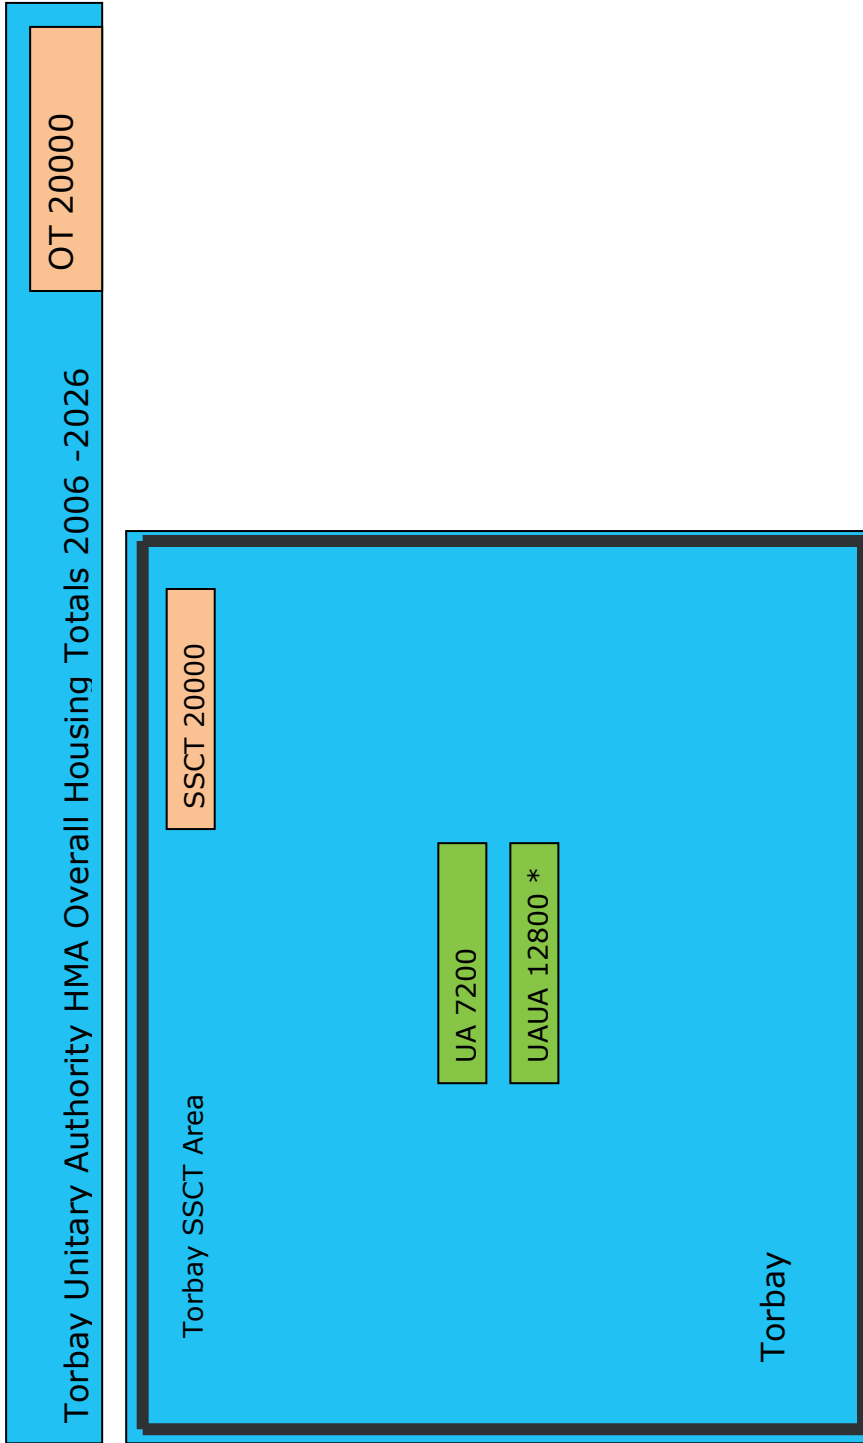 Torbay Unitary Authority HMA Overall Housing Totals 2006 -2026
OT 20000
Torbay SSCT Area
SSCT 20000
UA 7200
UAUA 12800 *
Torbay